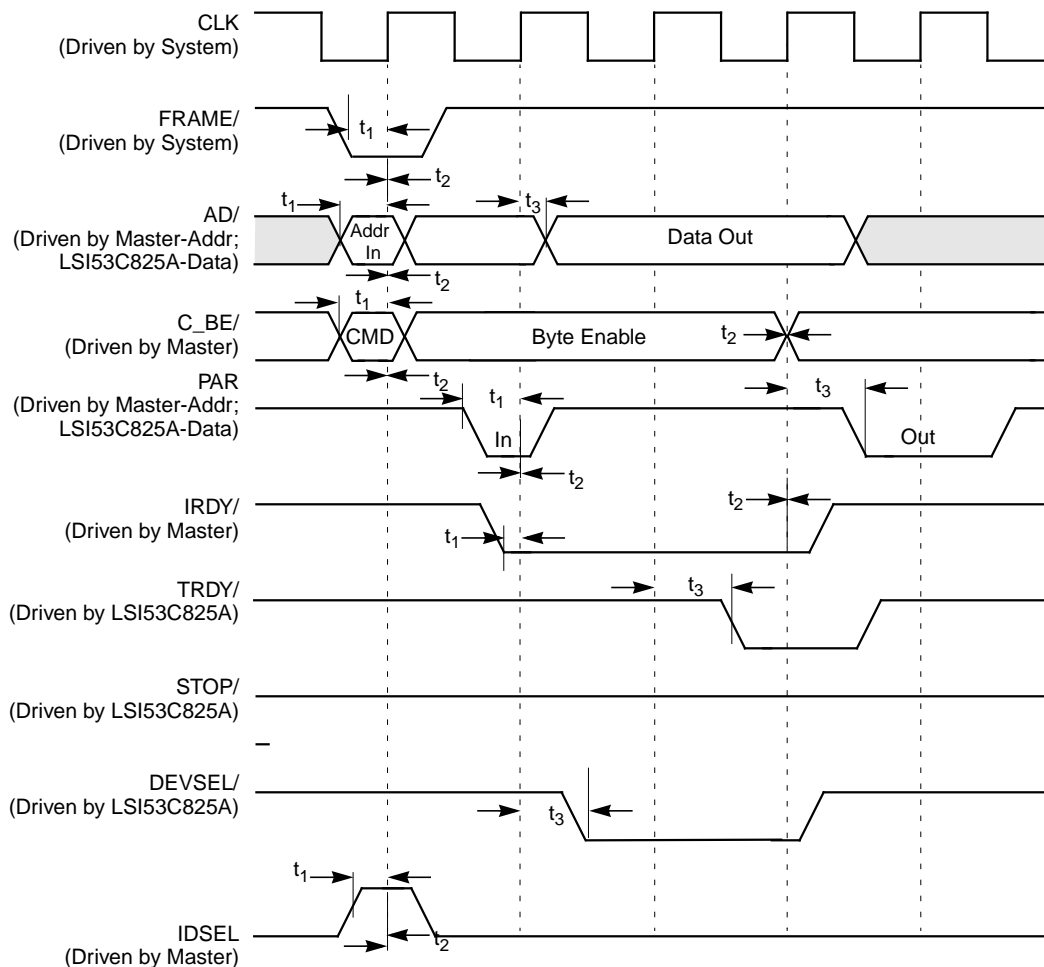 CLK
(Driven by System)
FRAME/
(Driven by System)
t1
t2
AD/
(Driven by Master-Addr;
LSI53C825A-Data)
t1
Addr
In
t3
Data Out
t2
C_BE/
(Driven by Master)
t1
CMD
Byte Enable
t2
t2
PAR
(Driven by Master-Addr;
LSI53C825A-Data)
t1
In
t2
t3
Out
IRDY/
(Driven by Master)
t1
t2
TRDY/
(Driven by LSI53C825A)
t3
STOP/
(Driven by LSI53C825A)
DEVSEL/
(Driven by LSI53C825A)
t3
IDSEL
(Driven by Master)
t1
t2